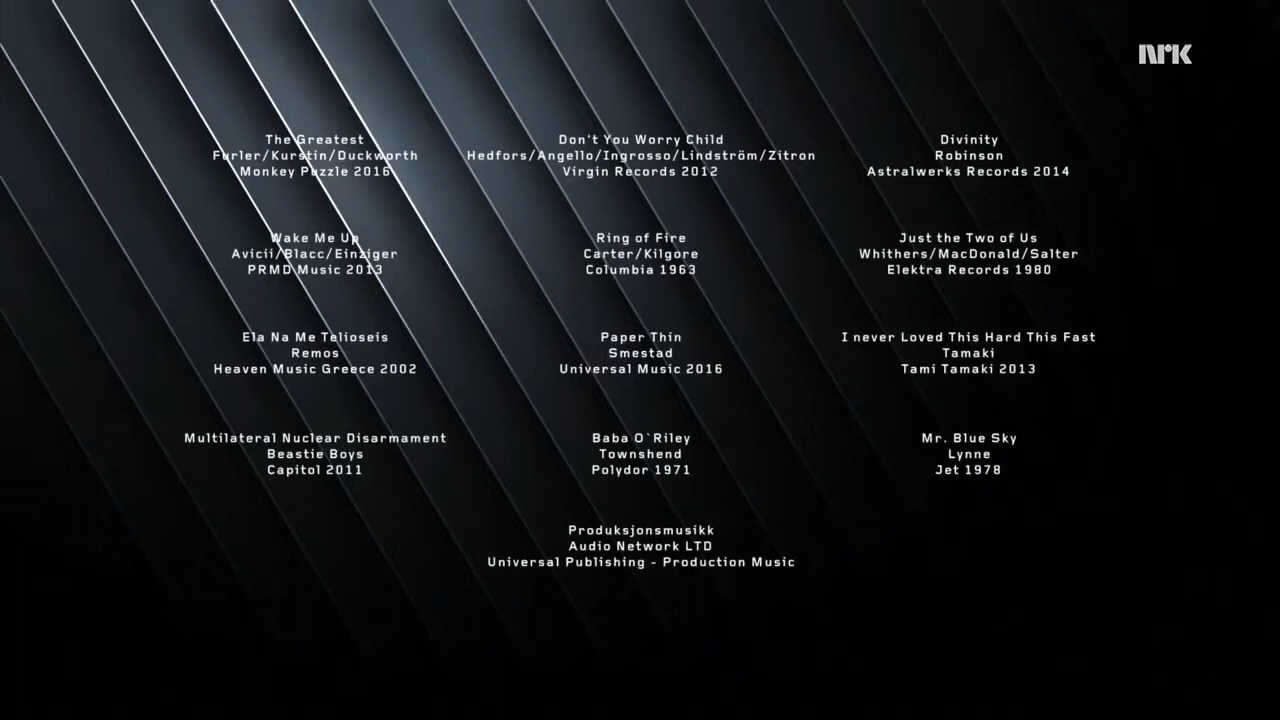 NRK
The Greatest
Furler/Kurstin/Duckworth
Monkey Puzzle 2016
Don't You Worry Child
Hedfors/Angello/Ingrosso/Lindström/Zitron
Virgin Records 2012
Divinity
Robinson
Astralwerks Records 2014
Wake Me Up
Avicii/Blacc/Einziger
PRMD Music 2013
Ring of Fire
Carter/Kilgore
Columbia 1963
Just the Two of Us
Whithers/MacDonald/Salter
Elektra Records 1980
Ela Na Me Telioseis
Remos
Heaven Music Greece 2002
Paper Thin
Smestad
Universal Music 2016
I never Loved This Hard This Fast
Tamaki
Tami Tamaki 2013
Multilateral Nuclear Disarmament
Beastie Boys
Capitol 2011
Baba O`Riley
Townshend
Polydor 1971
Mr. Blue Sky
Lynne
Jet 1978
Produksjonsmusikk
Audio Network LTD
Universal Publishing - Production Music